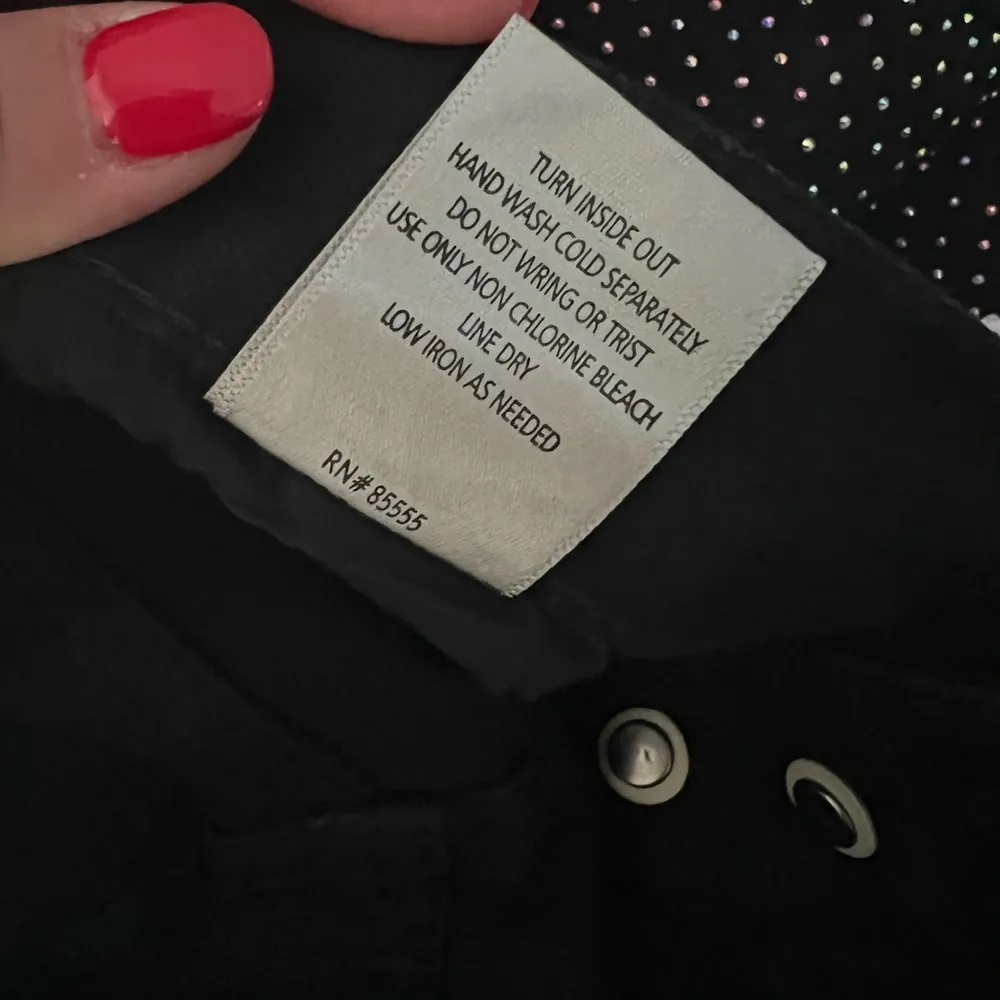 TURN INSIDE OUT
HAND WASH COLD SEPARATELY
DO NOT WRING OR TRIST
USE ONLY NON CHLORINE BLEACH
LINE DRY
LOW IRON AS NEEDED
RN# 85555